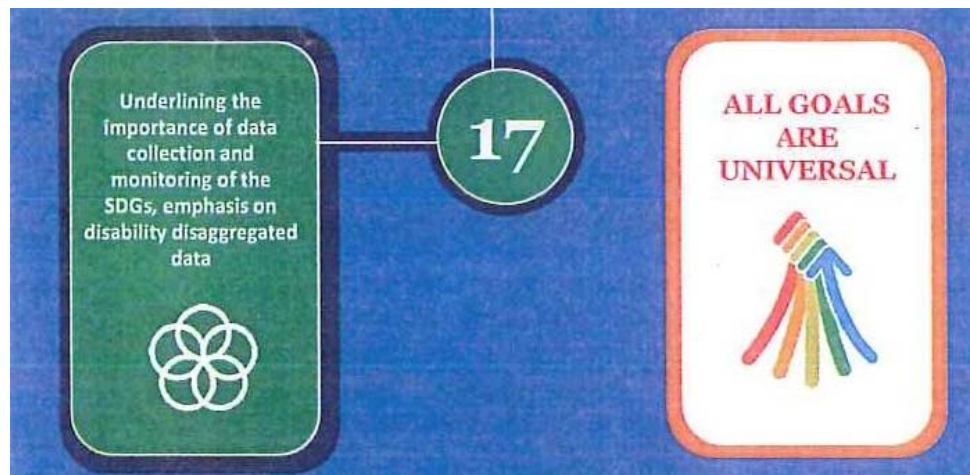 Underlining the
importance of data
collection and
monitoring of the
SDGs, emphasis on
disability disaggregated
data
17
ALL GOALS
ARE
UNIVERSAL